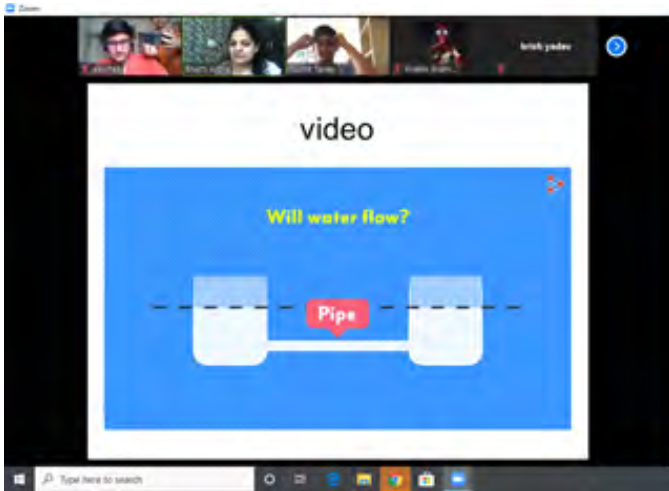 Zoom
krish yadav
video
Will water flow?
Pipe
Type here to search